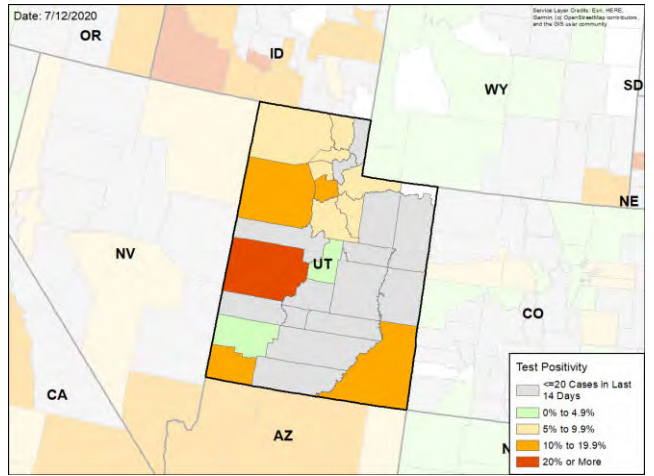 Date: 7/12/2020
Service Layer Credits: Esri, HERE,
Garmin, (c) OpenStreetMap contributors,
and the GIS user community
OR
ID
WY
SD
NE
NV
UT
CO
CA
AZ
N
Test Positivity
<=20 Cases in Last
14 Days
0% to 4.9%
5% to 9.9%
10% to 19.9%
20% or More